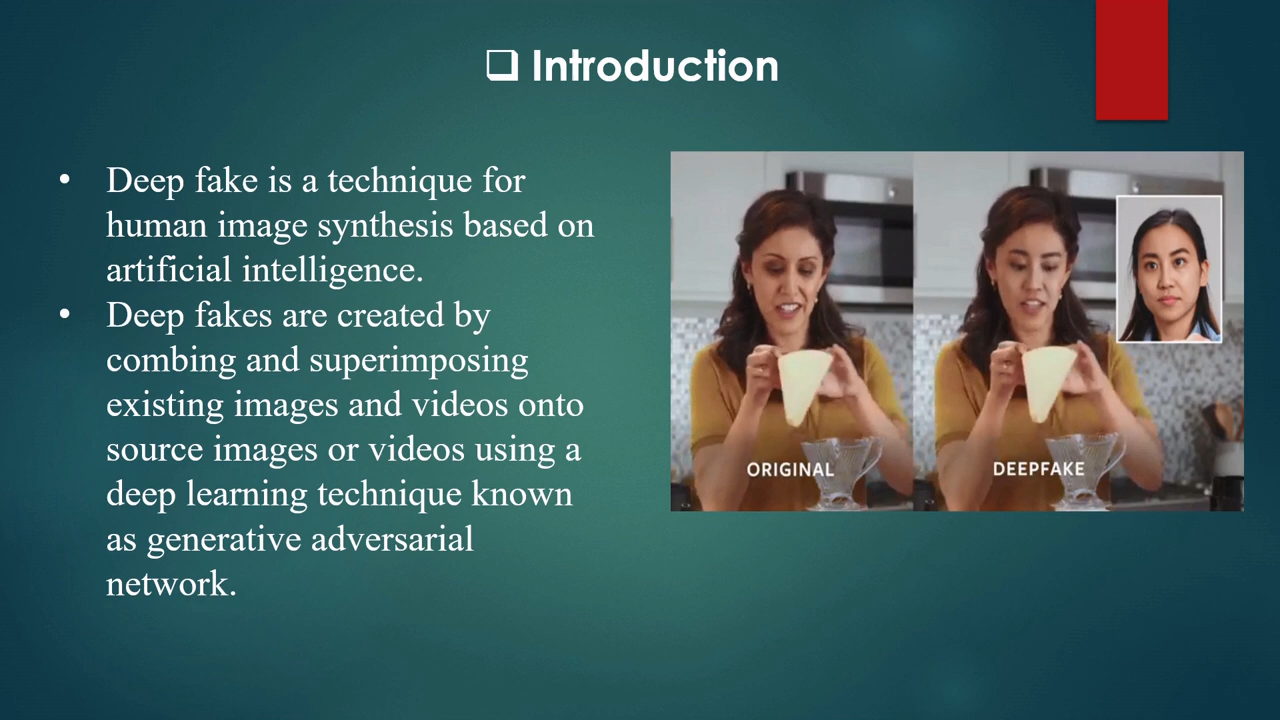 ❑ Introduction
• Deep fake is a technique for
human image synthesis based on
artificial intelligence.
• Deep fakes are created by
combing and superimposing
existing images and videos onto
source images or videos using a
deep learning technique known
as generative adversarial
network.
ORIGINAL
DEEPFAKE